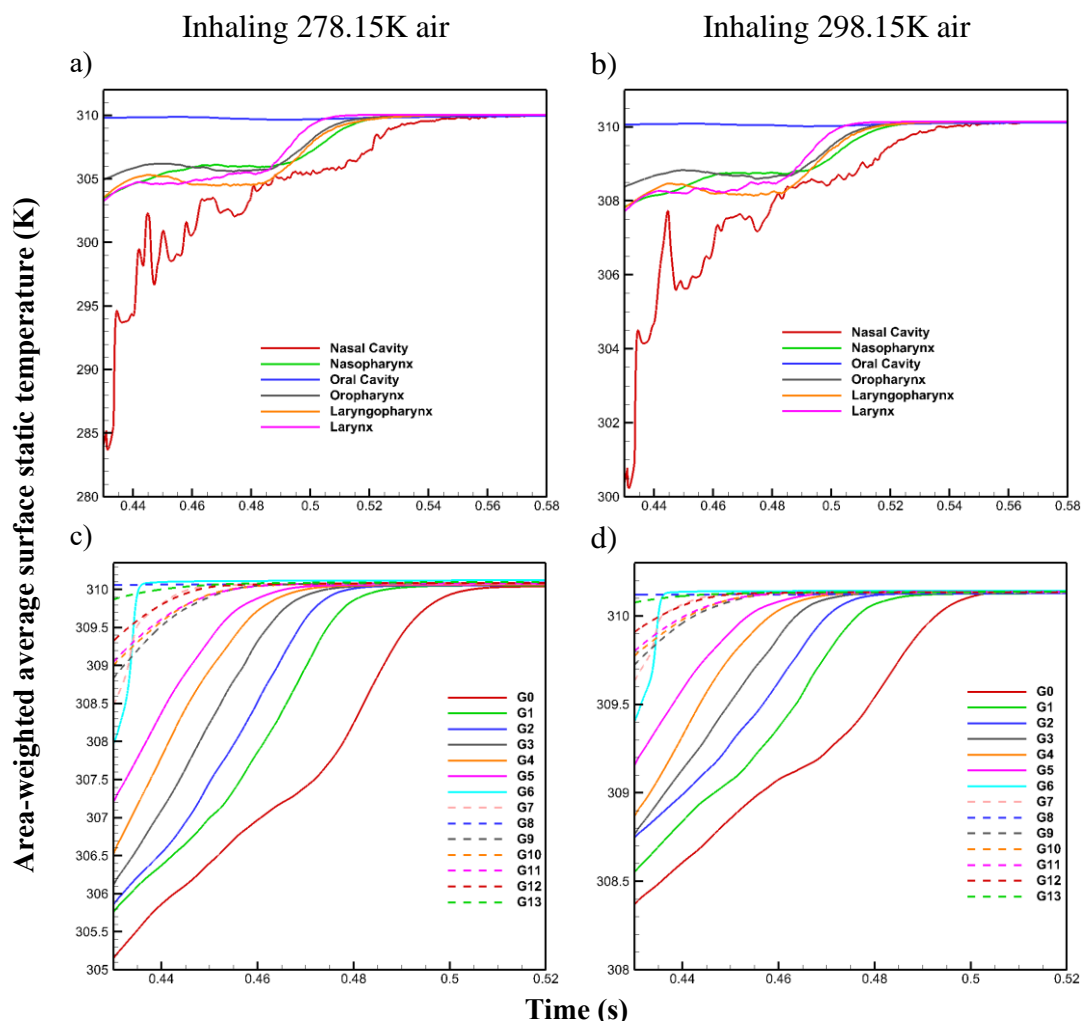 Inhaling 278.15K air
Inhaling 298.15K air
a)
b)
Area-weighted average surface static temperature (K)
310
305
300
295
290
285
280
0.44
0.46
0.48
0.5
0.52
0.54
0.56
0.58
Nasal Cavity
Nasopharynx
Oral Cavity
Oropharynx
Laryngopharynx
Larynx
310
308
306
304
302
300
0.44
0.46
0.48
0.5
0.52
0.54
0.56
0.58
Nasal Cavity
Nasopharynx
Oral Cavity
Oropharynx
Laryngopharynx
Larynx
c)
d)
310
309.5
309
308.5
308
307.5
307
306.5
306
305.5
305
0.44
0.46
0.48
0.5
0.52
G0
G1
G2
G3
G4
G5
G6
G7
G8
G9
G10
G11
G12
G13
310
309.5
309
308.5
308
0.44
0.46
0.48
0.5
0.52
G0
G1
G2
G3
G4
G5
G6
G7
G8
G9
G10
G11
G12
G13
Time (s)